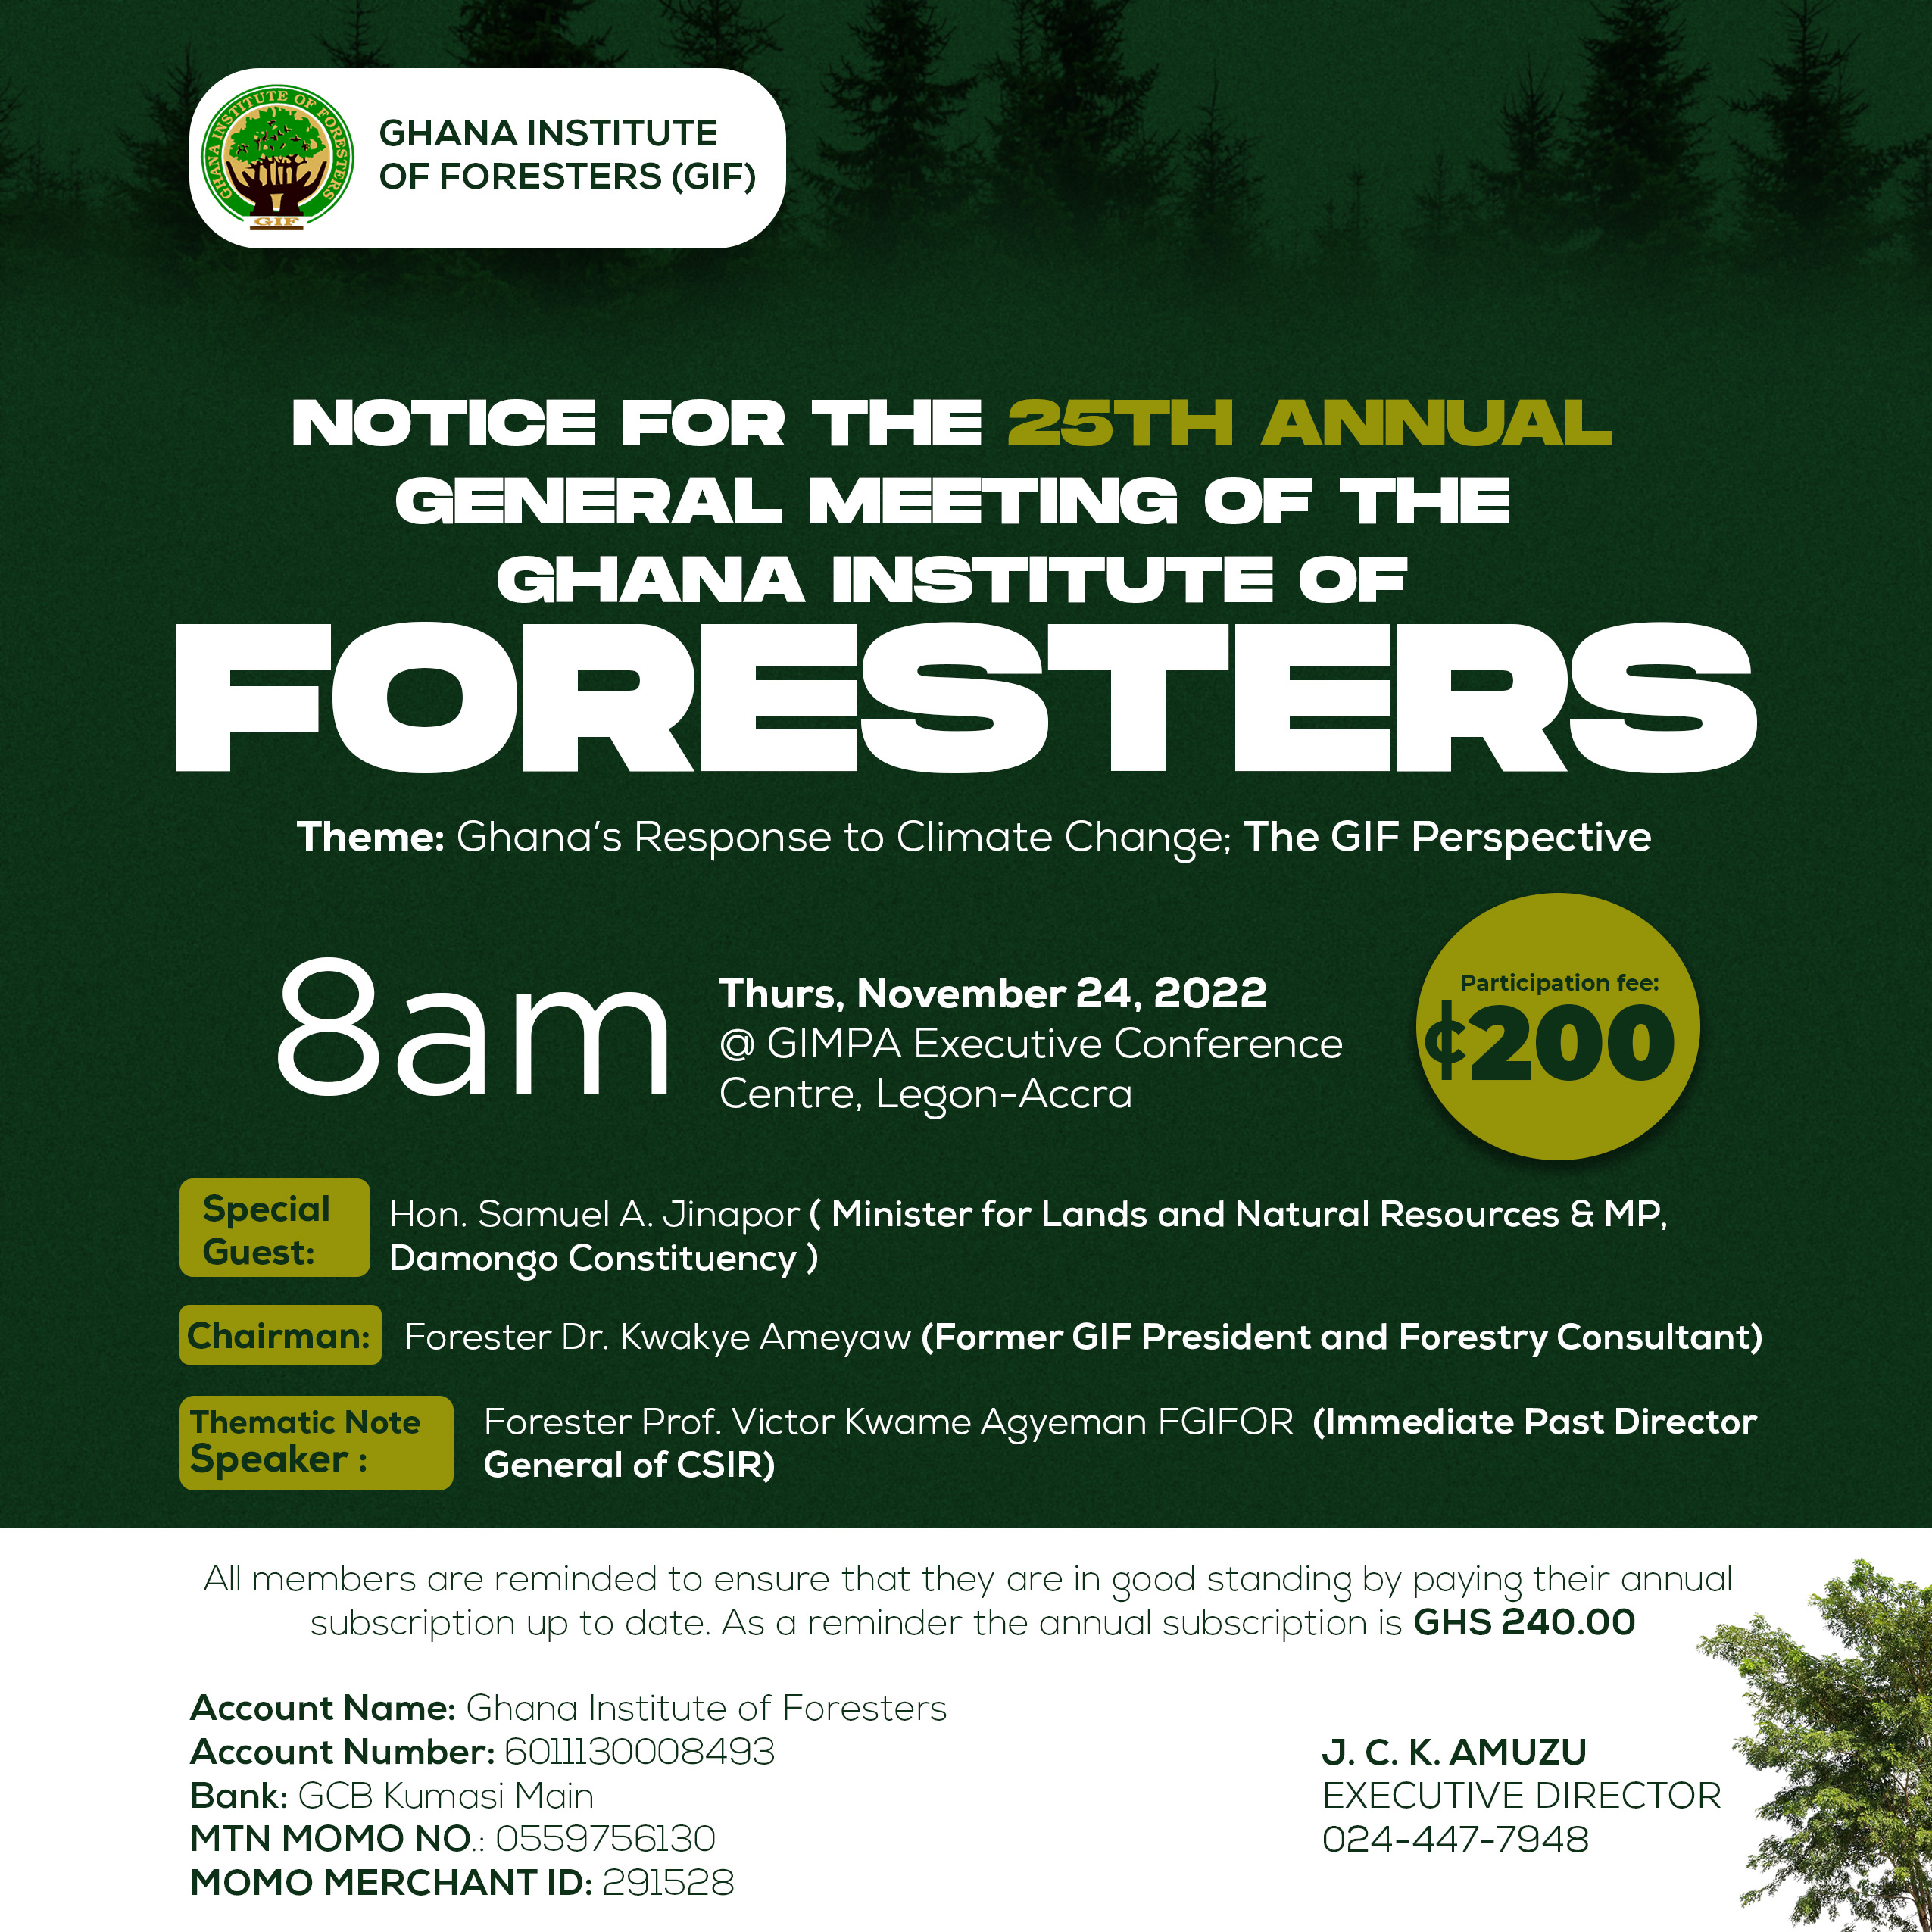 GHANA INSTITUTE OF FORESTERS
GIF
GHANA INSTITUTE
OF FORESTERS (GIF)
NOTICE FOR THE 25TH ANNUAL
GENERAL MEETING OF THE
GHANA INSTITUTE OF
FORESTERS
Theme: Ghana’s Response to Climate Change; The GIF Perspective
8am
Thurs, November 24, 2022
@ GIMPA Executive Conference
Centre, Legon-Accra
Participation fee:
¢200
Special
Guest:
Hon. Samuel A. Jinapor ( Minister for Lands and Natural Resources & MP,
Damongo Constituency )
Chairman:
Forester Dr. Kwakye Ameyaw (Former GIF President and Forestry Consultant)
Thematic Note
Speaker :
Forester Prof. Victor Kwame Agyeman FGIFOR (Immediate Past Director
General of CSIR)
All members are reminded to ensure that they are in good standing by paying their annual
subscription up to date. As a reminder the annual subscription is GHS 240.00
Account Name: Ghana Institute of Foresters
Account Number: 6011130008493
Bank: GCB Kumasi Main
MTN MOMO NO.: 0559756130
MOMO MERCHANT ID: 291528
J. C. K. AMUZU
EXECUTIVE DIRECTOR
024-447-7948